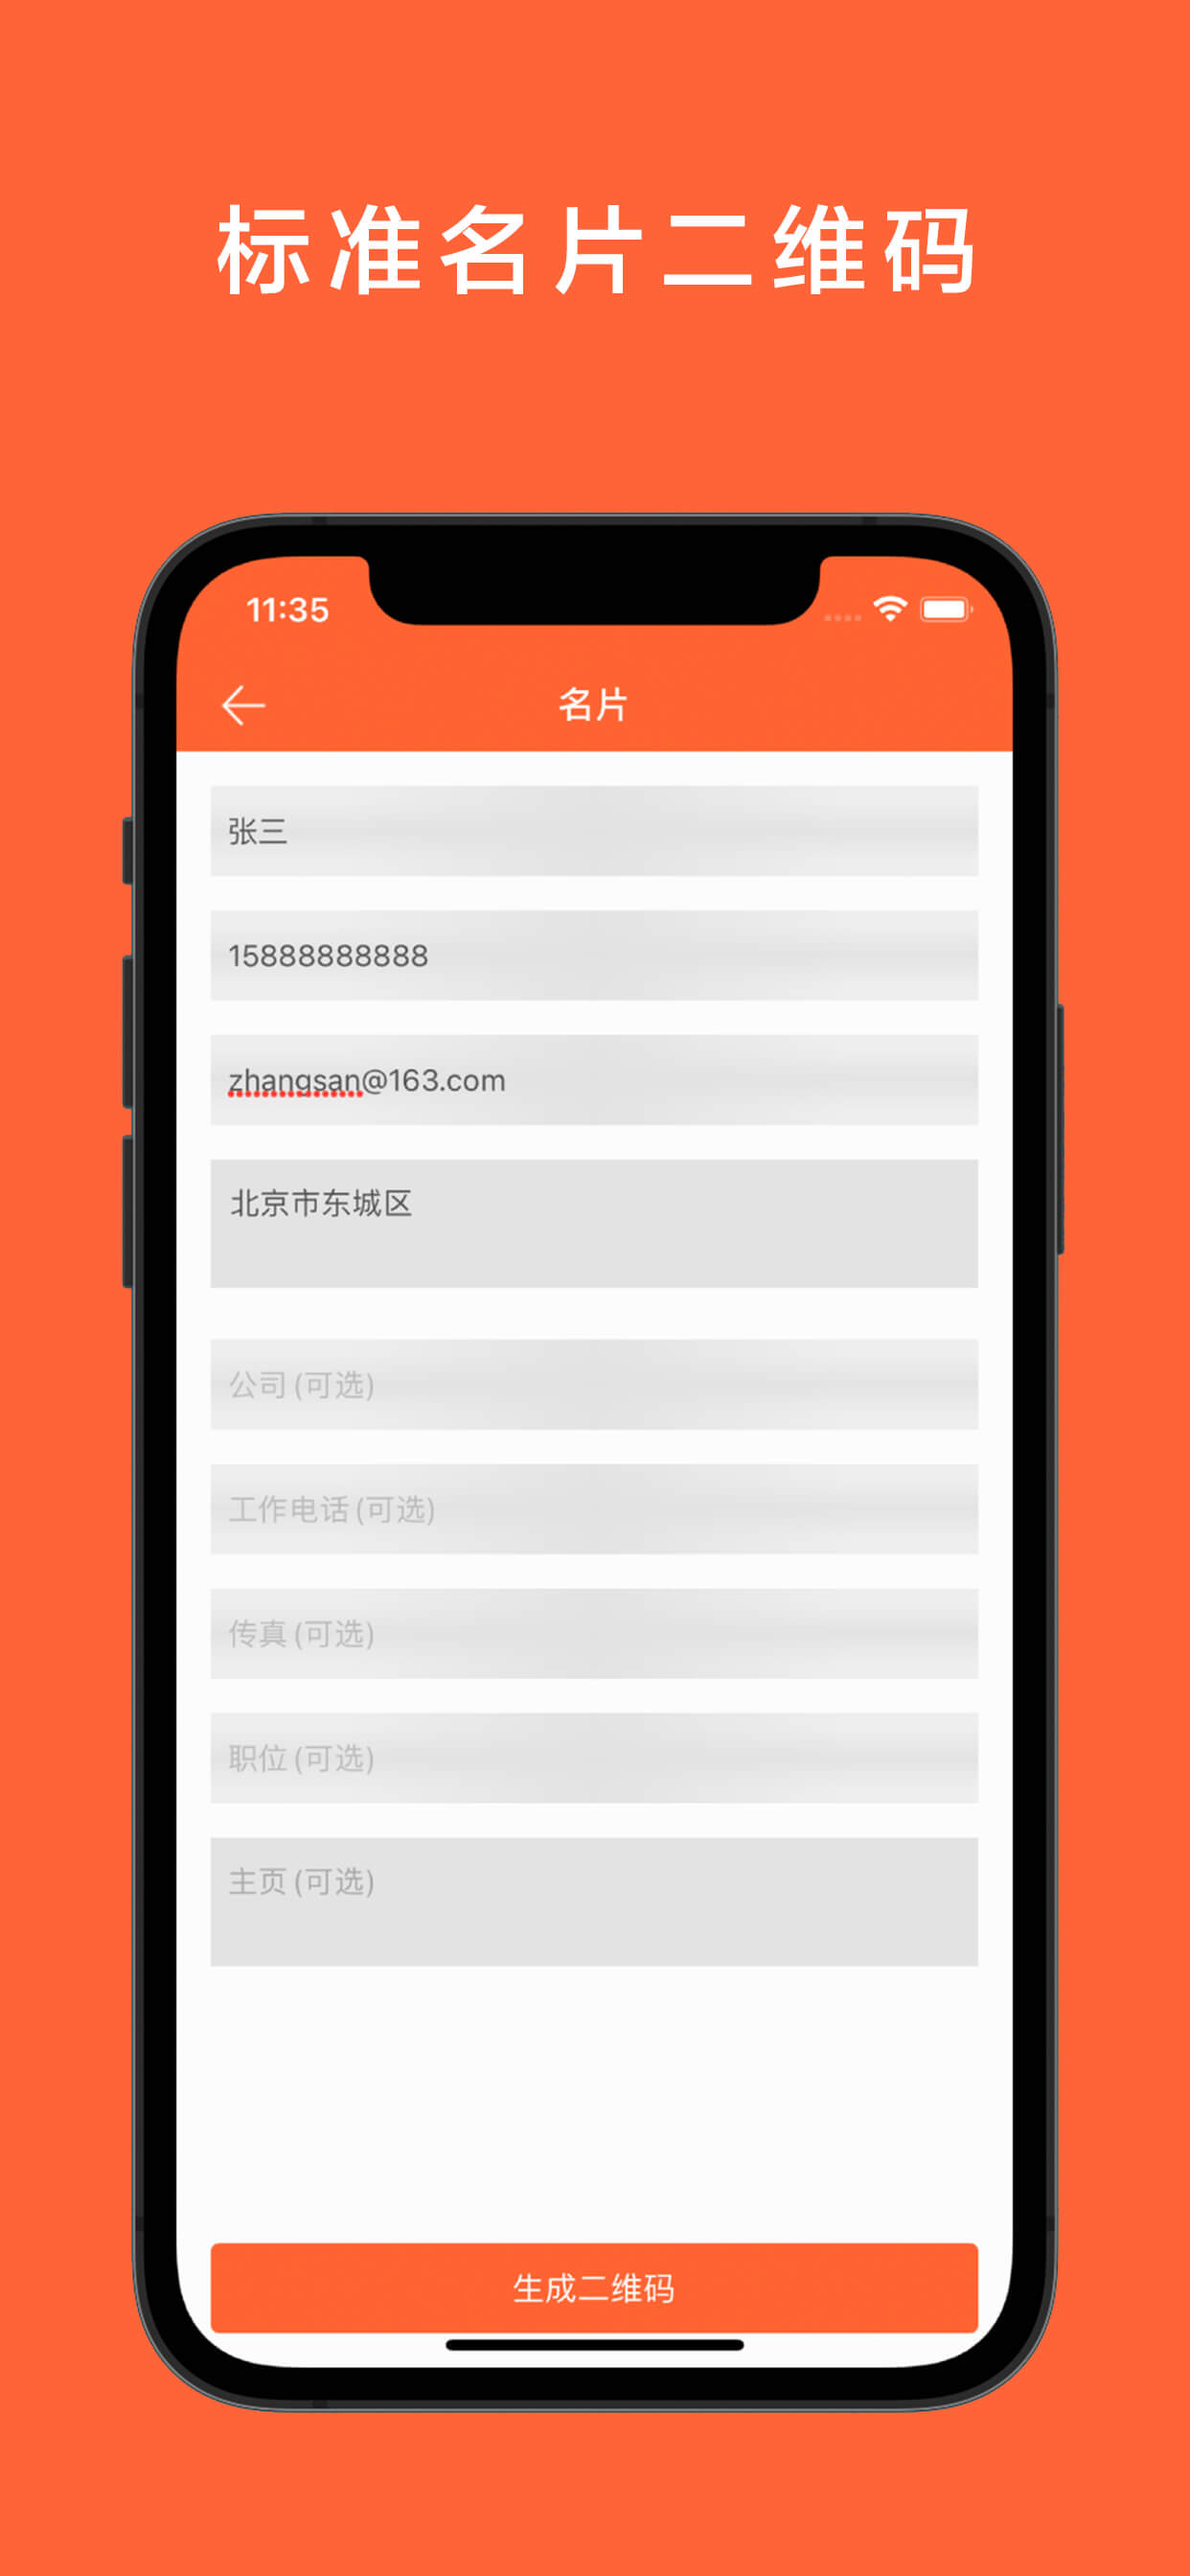 标准名片二维码
11:35
名片
张三
15888888888
zhangsan@163.com
北京市东城区
公司 (可选)
工作电话 (可选)
传真 (可选)
职位 (可选)
主页 (可选)
生成二维码